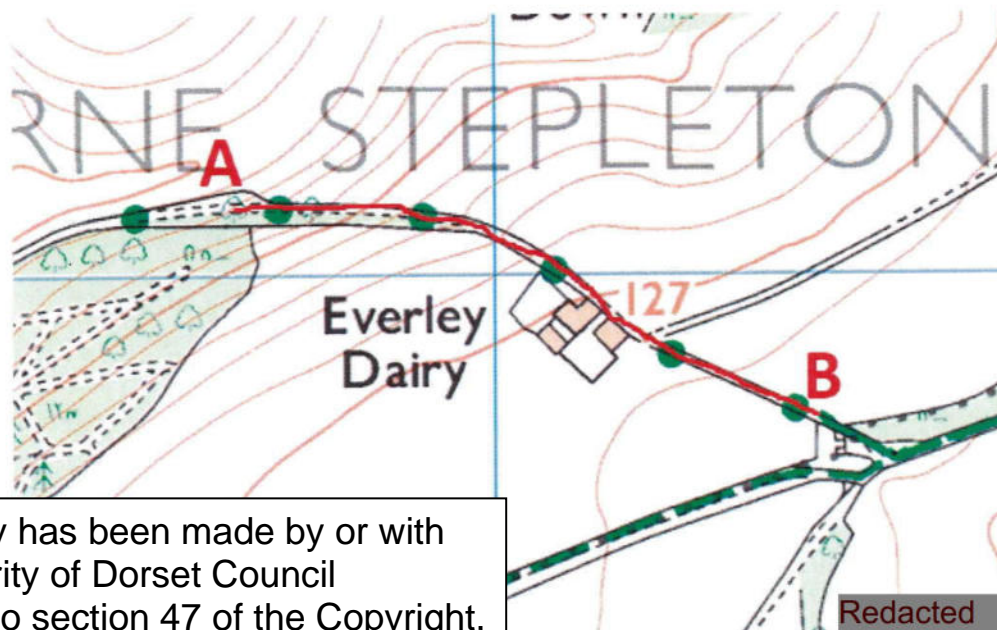 RNE STEPLETON
A
127
Everley
Dairy
B
y has been made by or with
rity of Dorset Council
o section 47 of the Copyright,
Redacted